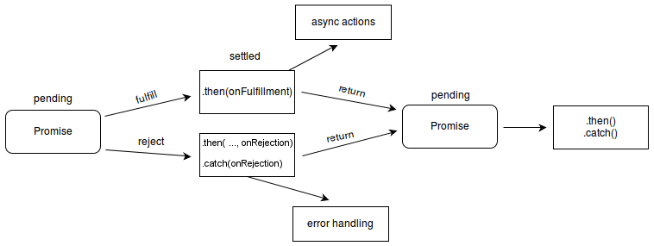 async actions
settled
pending
fulfill
.then(onFulfillment)
return
pending
Promise
Promise
.then()
.catch()
reject
.then( ..., onRejection)
.catch(onRejection)
return
error handling